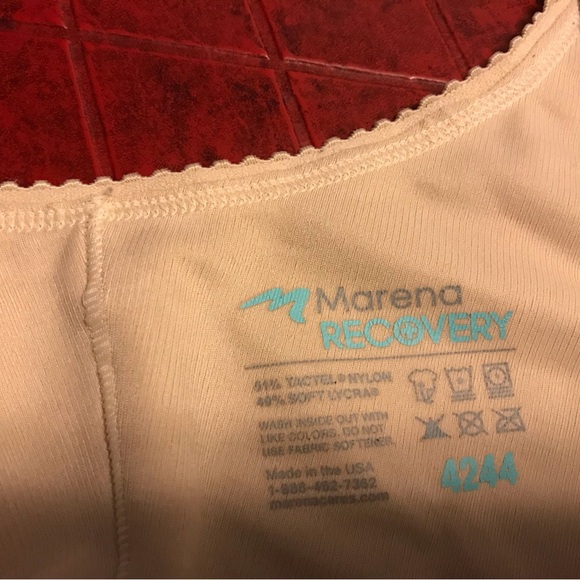 Marena
RECOVERY
51% TACTEL® NYLON
49% SOFT LYCRA®
WASH INSIDE OUT WITH
LIKE COLORS. DO NOT
USE FABRIC SOFTENER.
Made in the USA
1-888-462-7362
marenacares.com
4244